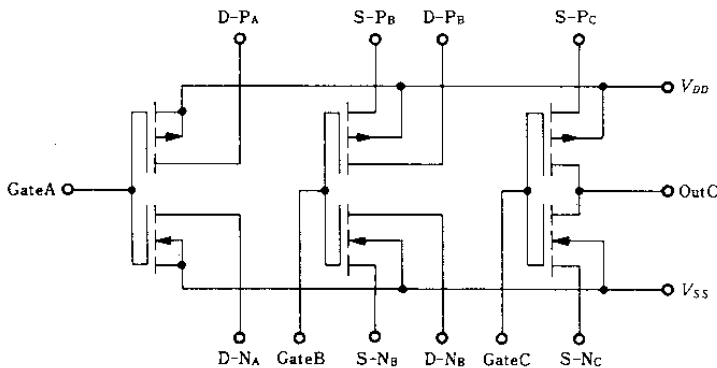 D-PA S-PB D-PB S-PC
VDD
GateA OutC
VSS
D-NA GateB S-NB D-NB GateC S-NC